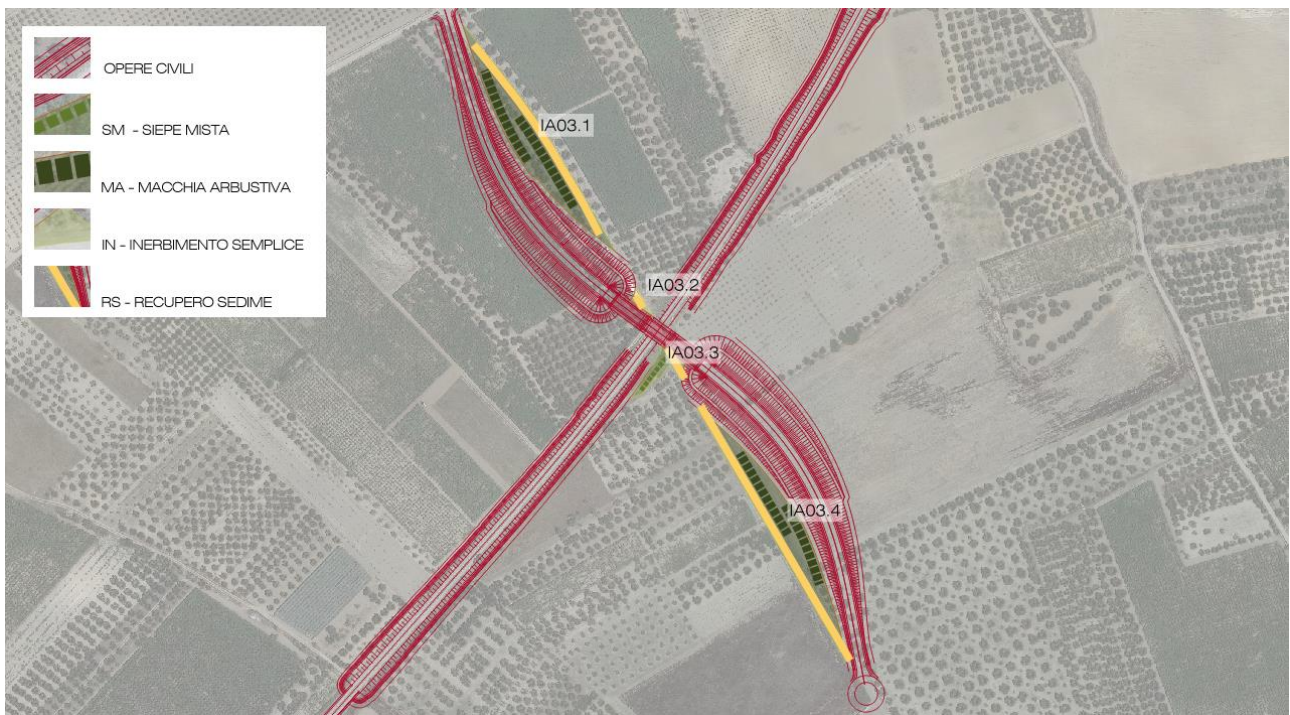 OPERE CIVILI
SM - SIEPE MISTA
MA - MACCHIA ARBUSTIVA
IN - INERBIMENTO SEMPLICE
RS - RECUPERO SEDIME
IA03.1
IA03.2
IA03.3
IA03.4